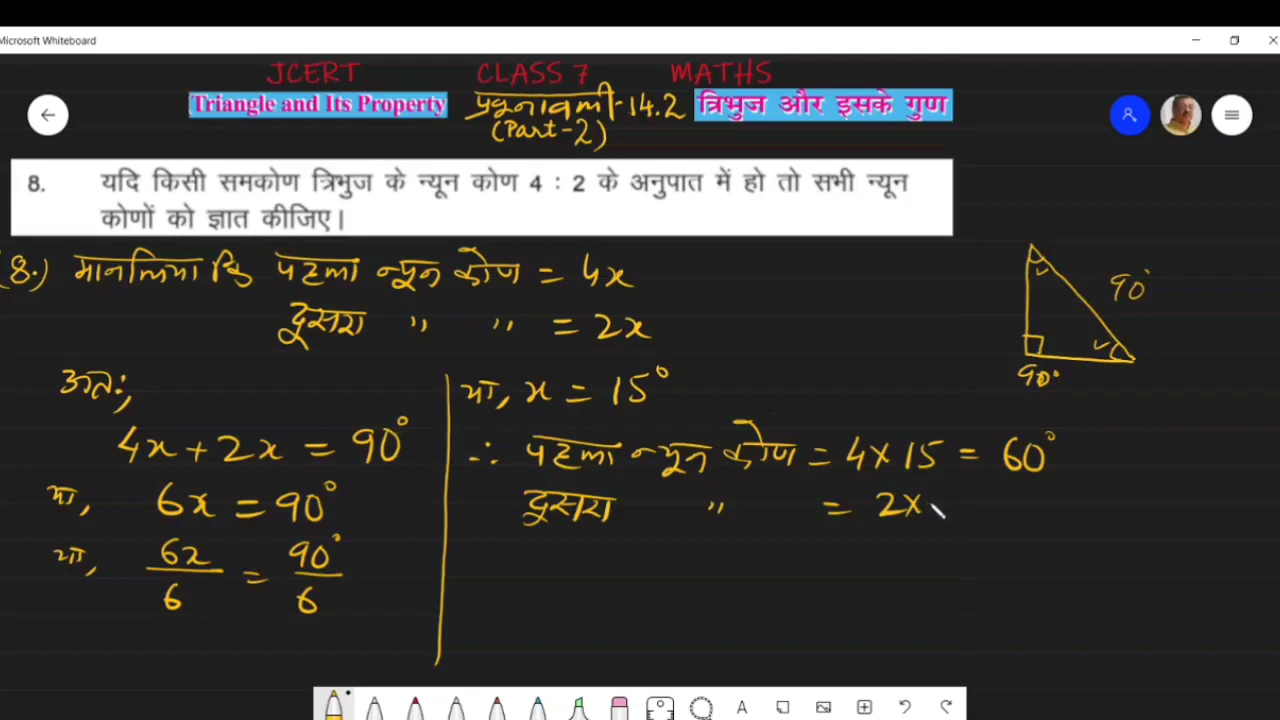 Microsoft Whiteboard
JCERT CLASS 7 MATHS
Triangle and Its Property प्रश्नावली-14.2 त्रिभुज और इसके गुण
(Part-2)
8. यदि किसी समकोण त्रिभुज के न्यून कोण 4 : 2 के अनुपात में हो तो सभी न्यून
कोणों को ज्ञात कीजिए।
(8.) मानलिया कि पहला न्यून कोण = 4x
दुसरा " " = 2x
90°
90°
अतः,
4x + 2x = 90°
या, 6x = 90°
या, 6x/6 = 90°/6
या, x = 15°
∴ पहला न्यून कोण = 4 × 15 = 60°
दुसरा " = 2×
A